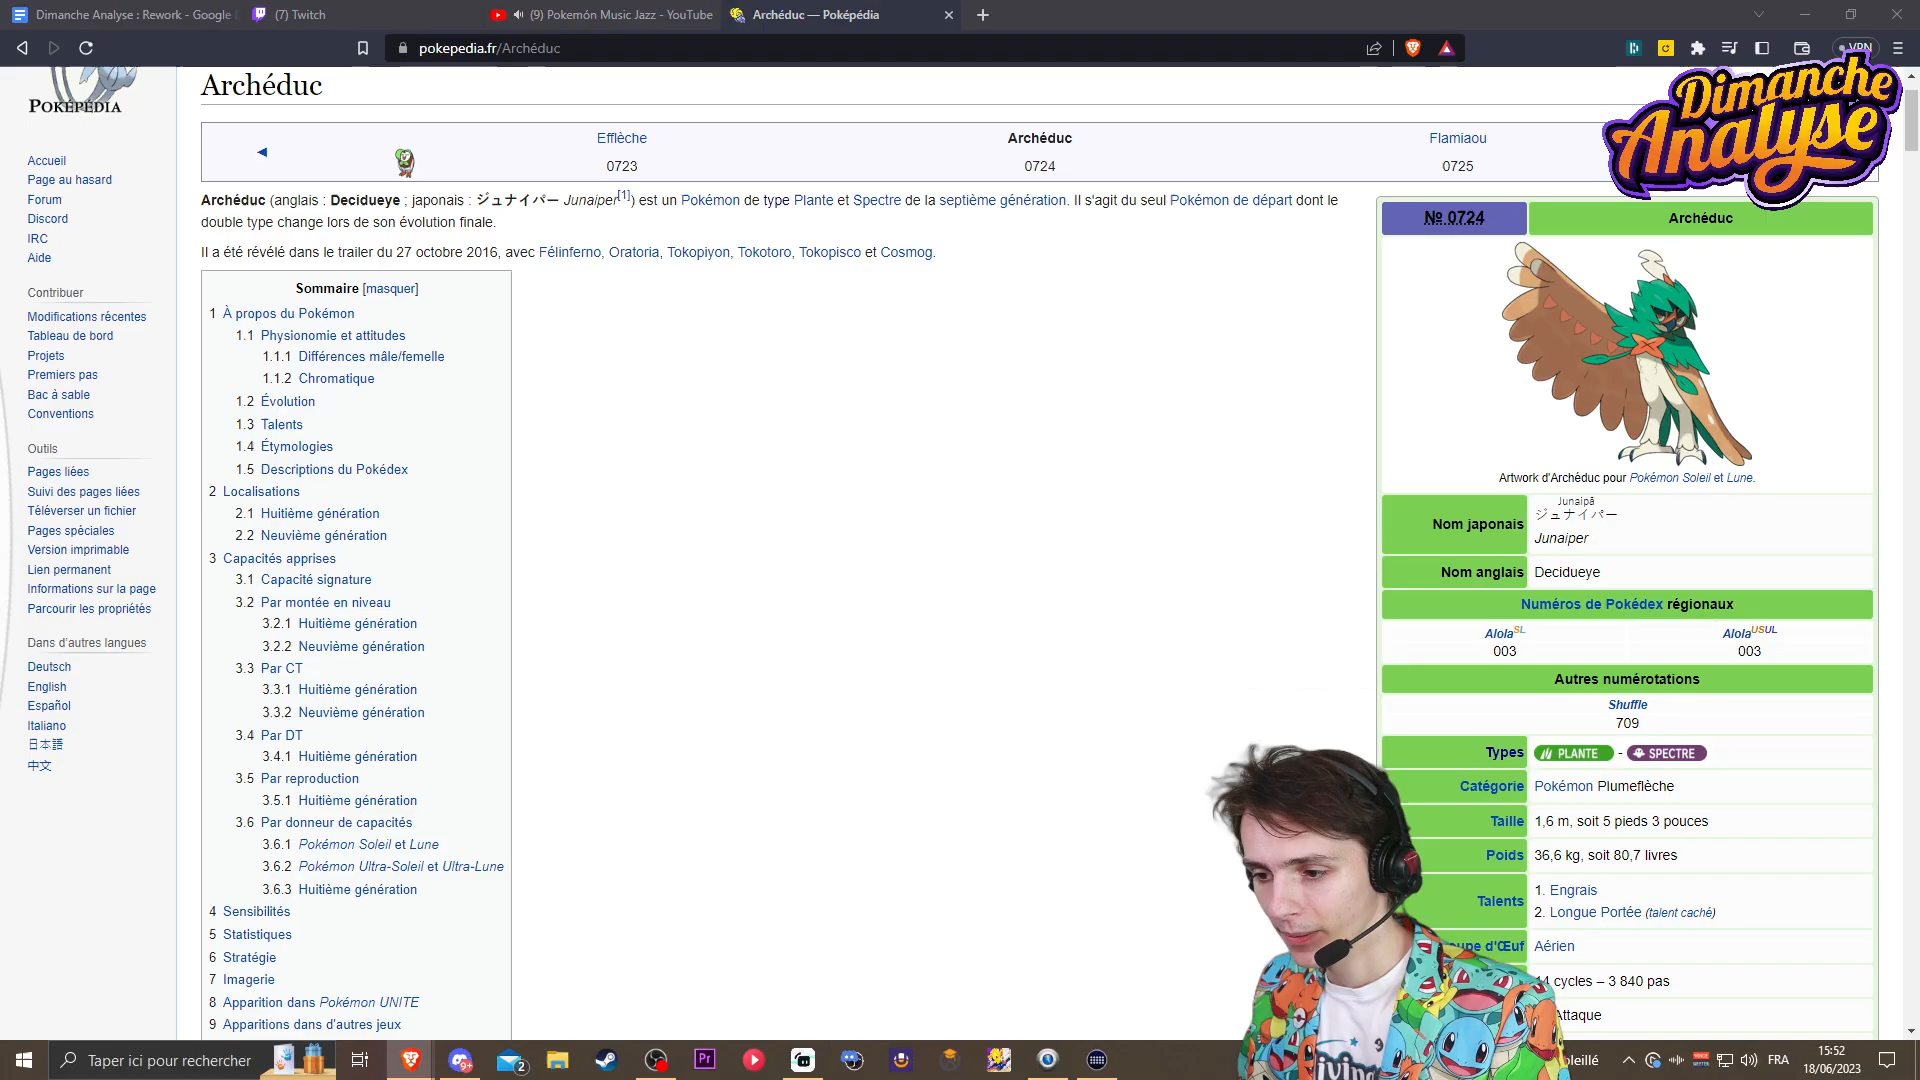 Dimanche Analyse : Rework - Google
(7) Twitch
(9) Pokemón Music Jazz - YouTube
Archéduc — Poképédia
pokepedia.fr/Archéduc
VPN
Dimanche
Analyse
POKÉPÉDIA
Accueil
Page au hasard
Forum
Discord
IRC
Aide
Contribuer
Modifications récentes
Tableau de bord
Projets
Premiers pas
Bac à sable
Conventions
Outils
Pages liées
Suivi des pages liées
Téléverser un fichier
Pages spéciales
Version imprimable
Lien permanent
Informations sur la page
Parcourir les propriétés
Dans d'autres langues
Deutsch
English
Español
Italiano
日本語
中文
Archéduc
◄
Efflèche
0723
Archéduc
0724
Flamiaou
0725
Archéduc (anglais : Decidueye ; japonais : ジュナイパー Junaiper[1]) est un Pokémon de type Plante et Spectre de la septième génération. Il s'agit du seul Pokémon de départ dont le
double type change lors de son évolution finale.
Il a été révélé dans le trailer du 27 octobre 2016, avec Félinferno, Oratoria, Tokopiyon, Tokotoro, Tokopisco et Cosmog.
Sommaire [masquer]
1 À propos du Pokémon
1.1 Physionomie et attitudes
1.1.1 Différences mâle/femelle
1.1.2 Chromatique
1.2 Évolution
1.3 Talents
1.4 Étymologies
1.5 Descriptions du Pokédex
2 Localisations
2.1 Huitième génération
2.2 Neuvième génération
3 Capacités apprises
3.1 Capacité signature
3.2 Par montée en niveau
3.2.1 Huitième génération
3.2.2 Neuvième génération
3.3 Par CT
3.3.1 Huitième génération
3.3.2 Neuvième génération
3.4 Par DT
3.4.1 Huitième génération
3.5 Par reproduction
3.5.1 Huitième génération
3.6 Par donneur de capacités
3.6.1 Pokémon Soleil et Lune
3.6.2 Pokémon Ultra-Soleil et Ultra-Lune
3.6.3 Huitième génération
4 Sensibilités
5 Statistiques
6 Stratégie
7 Imagerie
8 Apparition dans Pokémon UNITE
9 Apparitions dans d'autres jeux
№ 0724
Archéduc
Artwork d'Archéduc pour Pokémon Soleil et Lune.
Nom japonais
Junaipā
ジュナイパー
Junaiper
Nom anglais
Decidueye
Numéros de Pokédex régionaux
AlolaSL
003
AlolaUSUL
003
Autres numérotations
Shuffle
709
Types
PLANTE - SPECTRE
Catégorie
Pokémon Plumeflèche
Taille
1,6 m, soit 5 pieds 3 pouces
Poids
36,6 kg, soit 80,7 livres
Talents
1. Engrais
2. Longue Portée (talent caché)
d'Œuf
Aérien
cycles – 3 840 pas
Attaque
Taper ici pour rechercher
9+
2
Pr
FRA
15:52
18/06/2023